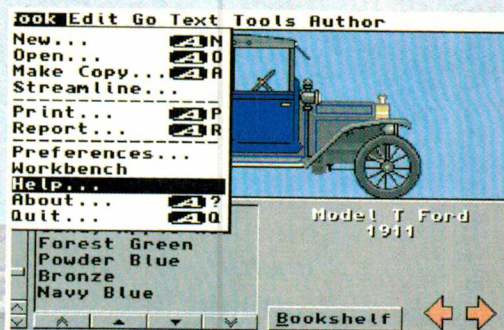 ook Edit Go Text Tools Author
New... N
Open... O
Make Copy... A
Streamline...
Print... P
Report... R
Preferences...
Workbench
Help...
About... ?
Quit... Q
Forest Green
Powder Blue
Bronze
Navy Blue
Model T Ford
1911
Bookshelf